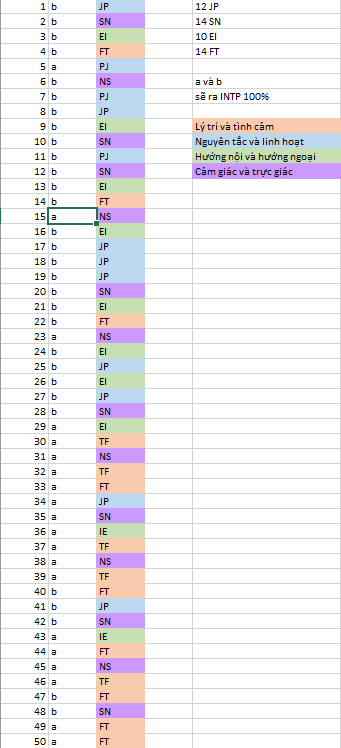 1 b JP 12 JP
2 b SN 14 SN
3 b EI 10 EI
4 b FT 14 FT
5 a PJ
6 b NS a và b
7 b PJ sẽ ra INTP 100%
8 b JP
9 b EI Lý trí và tình cảm
10 b SN Nguyên tắc và linh hoạt
11 b PJ Hướng nội và hướng ngoại
12 b SN Cảm giác và trực giác
13 b EI
14 b FT
15 a NS
16 b EI
17 b JP
18 b JP
19 b JP
20 b SN
21 b EI
22 b FT
23 a NS
24 b EI
25 b JP
26 b EI
27 b JP
28 b SN
29 a EI
30 a TF
31 a NS
32 a TF
33 a FT
34 a JP
35 a SN
36 a IE
37 a TF
38 a NS
39 a TF
40 b FT
41 b JP
42 b SN
43 a IE
44 a FT
45 a NS
46 a TF
47 b FT
48 b SN
49 a FT
50 a FT